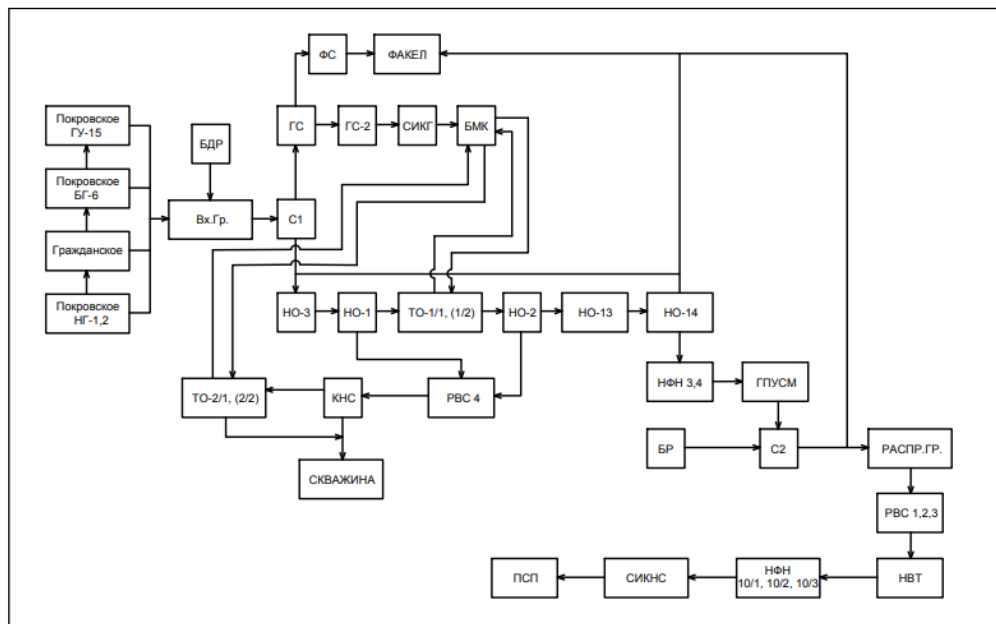 ФС
ФАКЕЛ
Покровское
ГУ-15
БДР
ГС
ГС-2
СИКГ
БМК
Покровское
БГ-6
Вх.Гр.
С1
Гражданское
Покровское
НГ-1,2
НО-3
НО-1
ТО-1/1, (1/2)
НО-2
НО-13
НО-14
ТО-2/1, (2/2)
КНС
РВС 4
НФН 3,4
ГПУСМ
БР
С2
РАСПР.ГР.
СКВАЖИНА
РВС 1,2,3
ПСП
СИКНС
НФН
10/1, 10/2, 10/3
НВТ